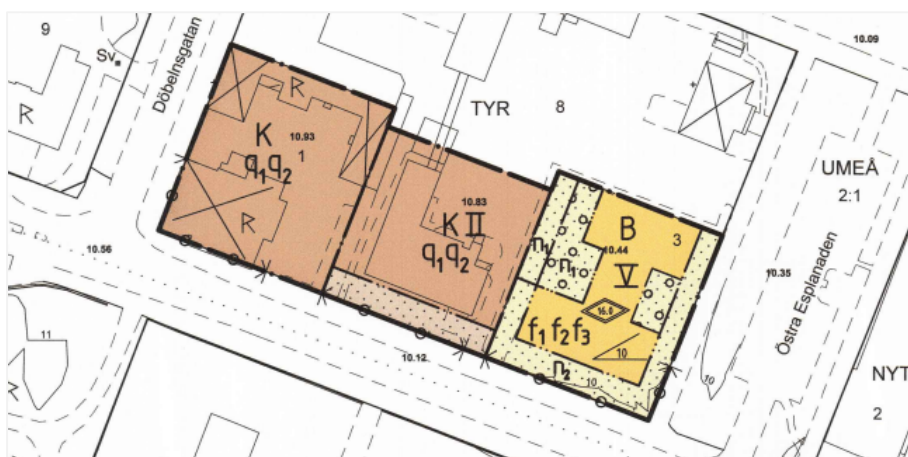 9
Sv.
Döbelnsgatan
R
R
TYR 8
10.09
UMEÅ
2:1
K
10.93
1
q₁q₂
R
10.83
K II
q₁q₂
B
3
10.44
n₁
n₁
V
16.0
f₁ f₂ f₃
10
n₂
10
10.56
10.12
10.35
Östra Esplanaden
10
11
R
NYT
2